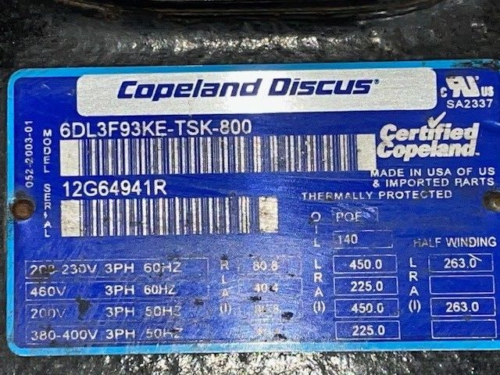 Copeland Discus®
c UR US
SA2337
052-2003-01
MODEL
6DL3F93KE-TSK-800
Certified
Copeland
SERIAL
12G64941R
MADE IN USA OF US
& IMPORTED PARTS
THERMALLY PROTECTED
OIL POE
140
HALF WINDING
208-230V 3PH 60HZ RLA(I) 80.8 LRA(I) 450.0 LRA(I) 263.0
460V 3PH 60HZ 40.4 225.0
200V 3PH 50HZ 450.0 263.0
380-400V 3PH 50HZ 225.0